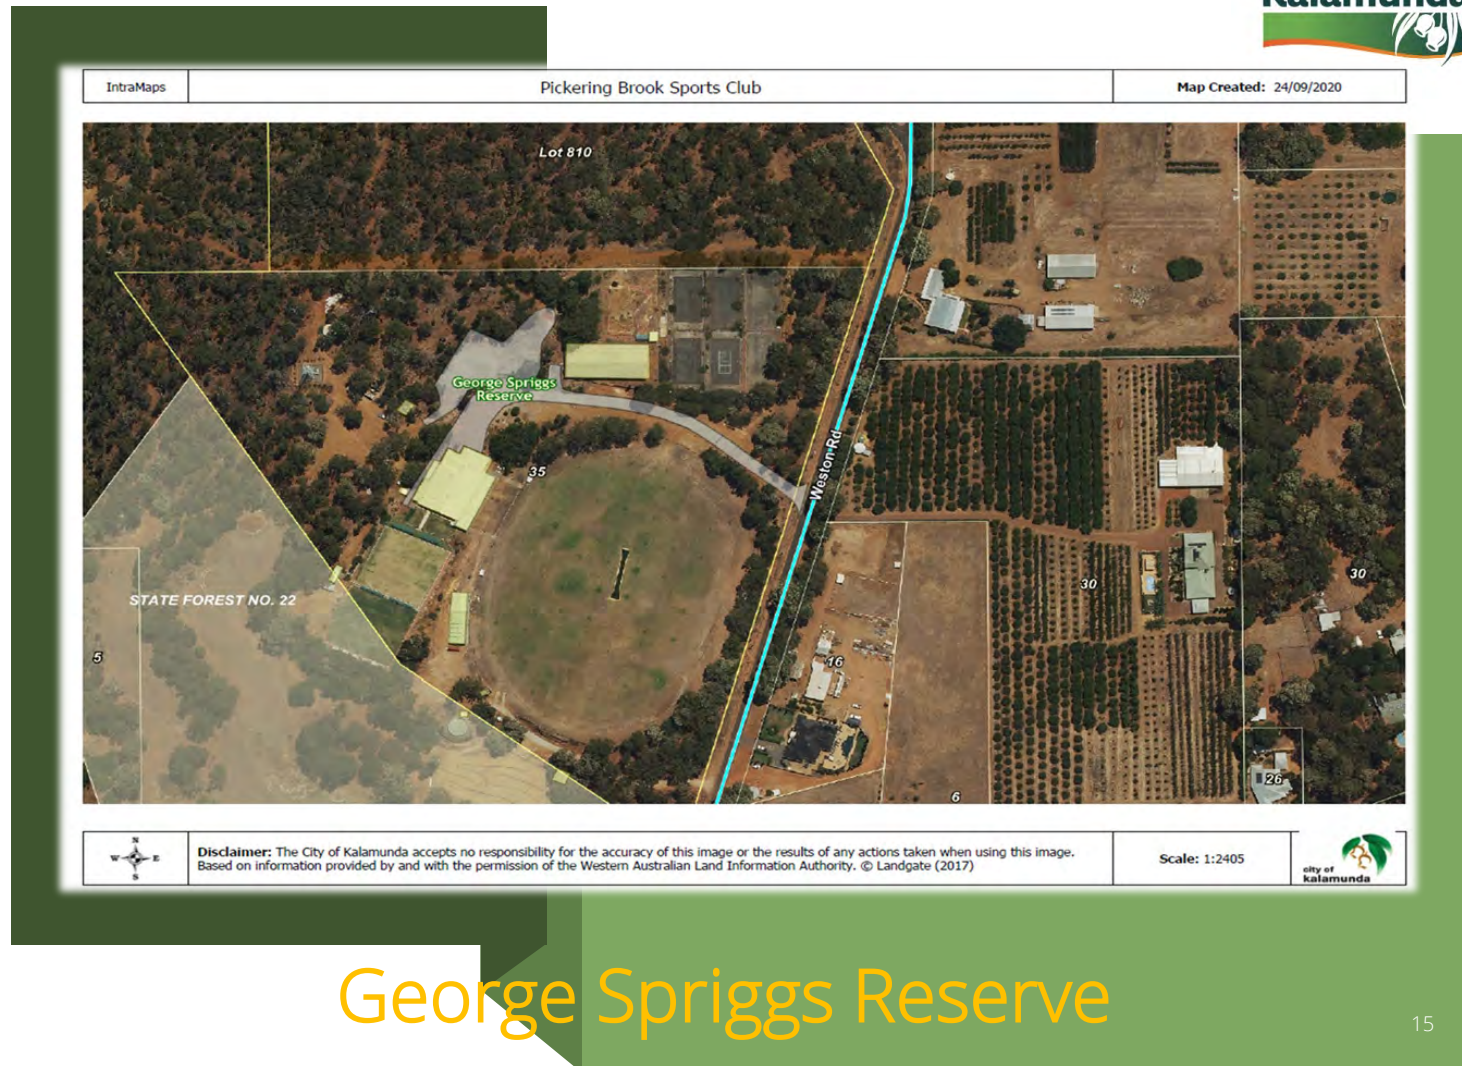 Kalamunda
IntraMaps
Pickering Brook Sports Club
Map Created: 24/09/2020
Lot 810
George Spriggs
Reserve
35
Weston Rd
STATE FOREST NO. 22
5
30
30
16
26
6
N
W E
S
Disclaimer: The City of Kalamunda accepts no responsibility for the accuracy of this image or the results of any actions taken when using this image.
Based on information provided by and with the permission of the Western Australian Land Information Authority. © Landgate (2017)
Scale: 1:2405
city of
kalamunda
George Spriggs Reserve
15